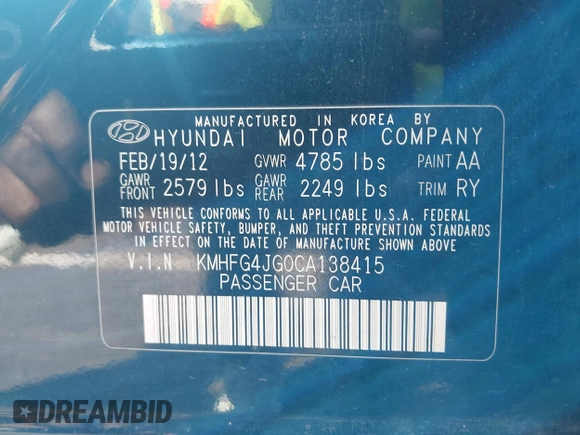 MANUFACTURED IN KOREA BY
HYUNDAI MOTOR COMPANY
FEB/19/12 GVWR 4785 lbs PAINT AA
GAWR FRONT 2579 lbs GAWR REAR 2249 lbs TRIM RY
THIS VEHICLE CONFORMS TO ALL APPLICABLE U.S.A. FEDERAL
MOTOR VEHICLE SAFETY, BUMPER, AND THEFT PREVENTION STANDARDS
IN EFFECT ON THE DATE OF MANUFACTURE SHOWN ABOVE.
V.I.N KMHFG4JG0CA138415
PASSENGER CAR
DREAMBID